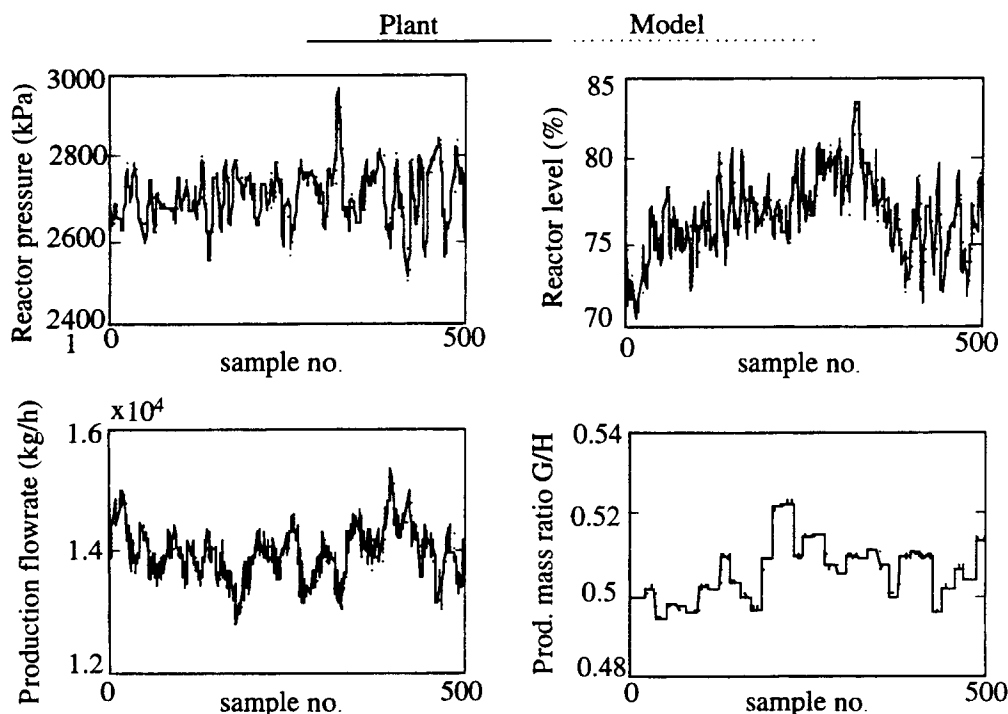 Plant Model
Reactor pressure (kPa)
3000
2800
2600
2400
1
0
500
sample no.
Reactor level (%)
85
80
75
70
0
500
sample no.
Production flowrate (kg/h)
x10^4
1.6
1.4
1.2
0
500
sample no.
Prod. mass ratio G/H
0.54
0.52
0.5
0.48
0
500
sample no.